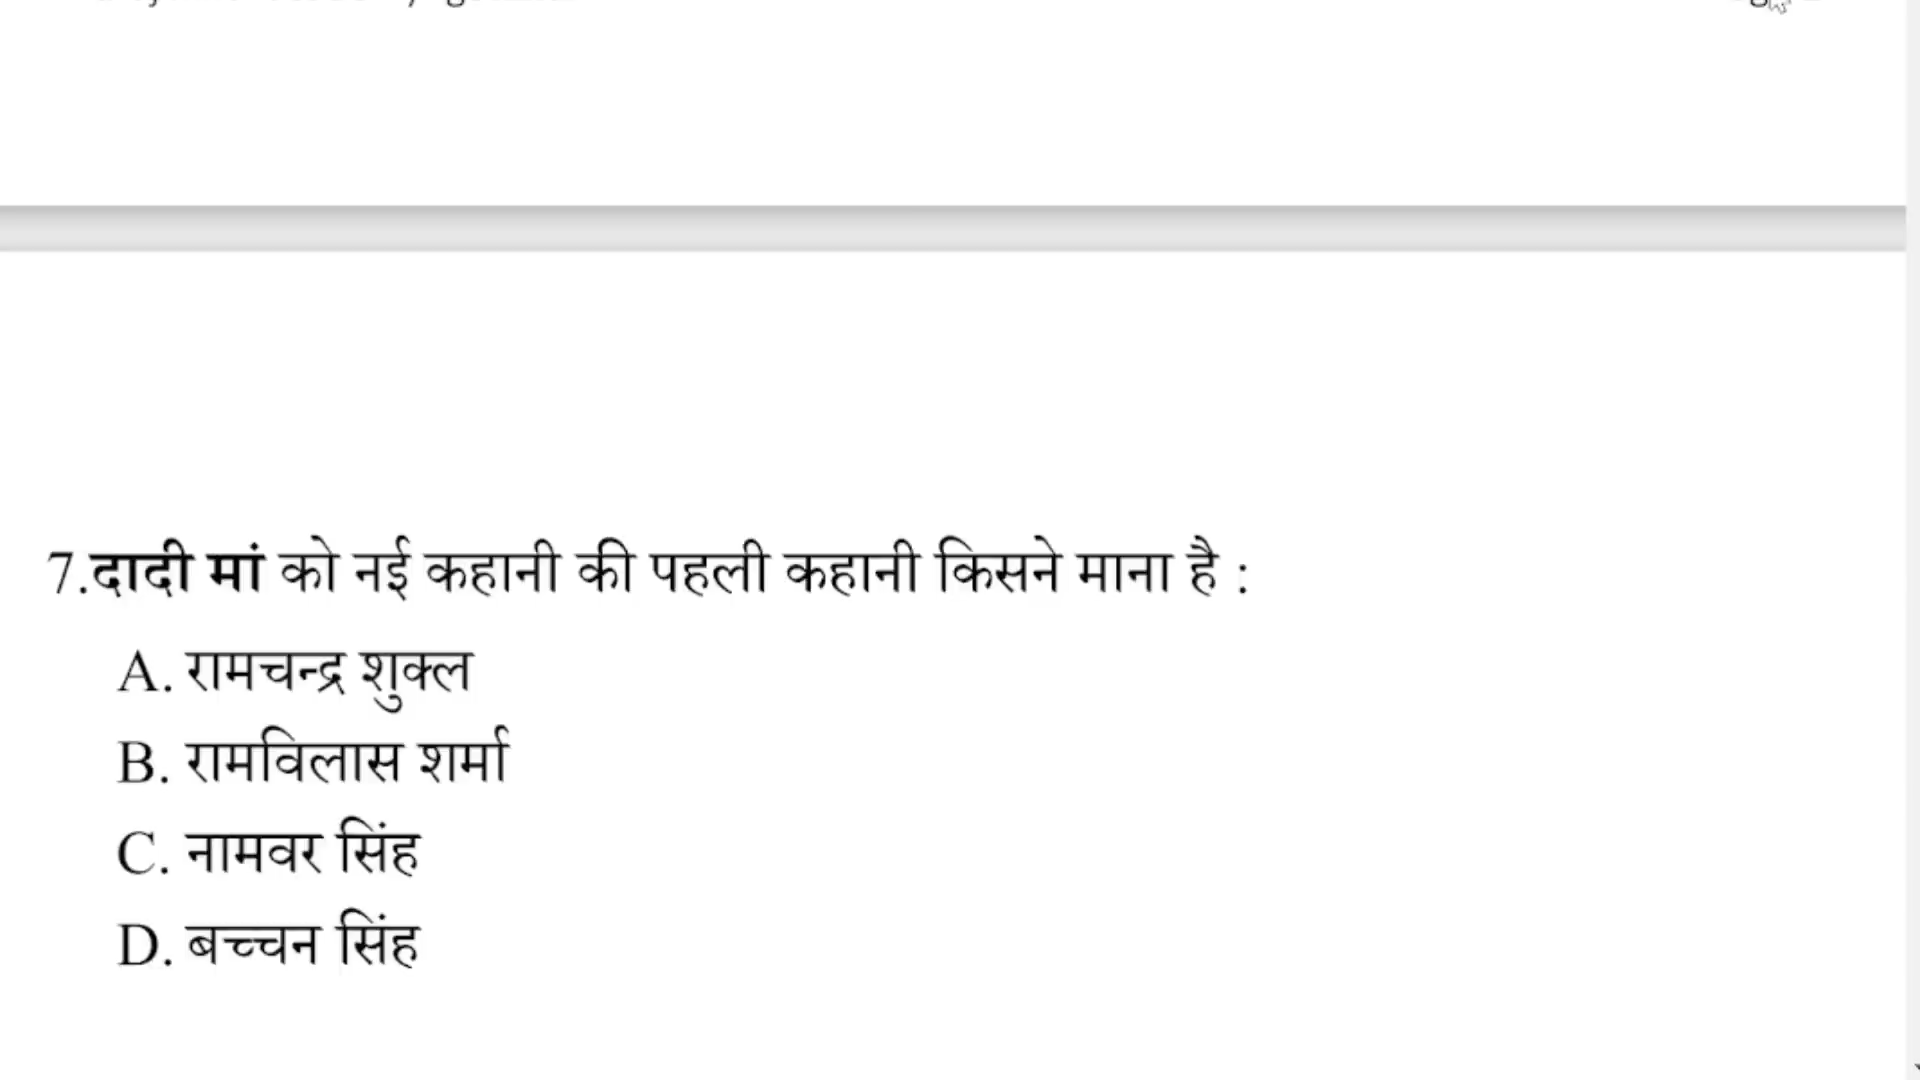 7.दादी मां को नई कहानी की पहली कहानी किसने माना है :
A. रामचन्द्र शुक्ल
B. रामविलास शर्मा
C. नामवर सिंह
D. बच्चन सिंह